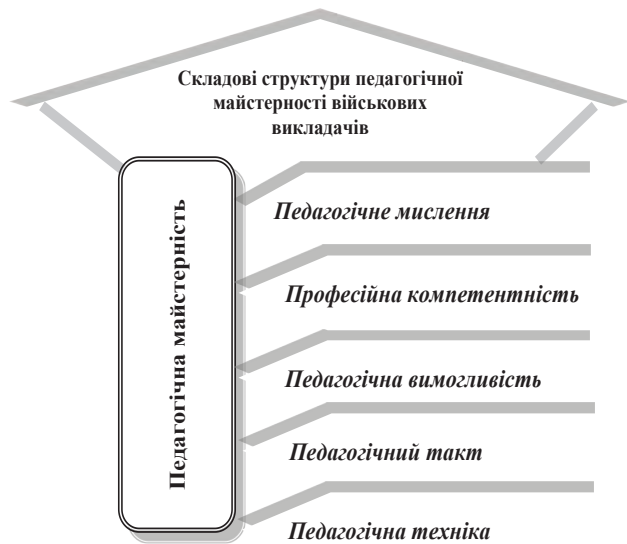 Складові структури педагогічної
майстерності військових
викладачів
Педагогічна майстерність
Педагогічне мислення
Професійна компетентність
Педагогічна вимогливість
Педагогічний такт
Педагогічна техніка